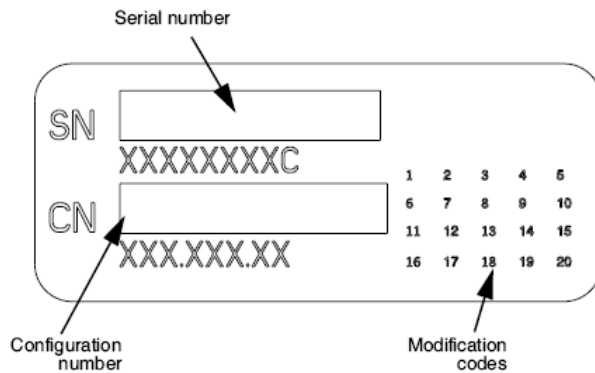 Serial number
SN
XXXXXXXXC
CN
XXX.XXX.XX
1 2 3 4 5
6 7 8 9 10
11 12 13 14 15
16 17 18 19 20
Configuration
number
Modification
codes